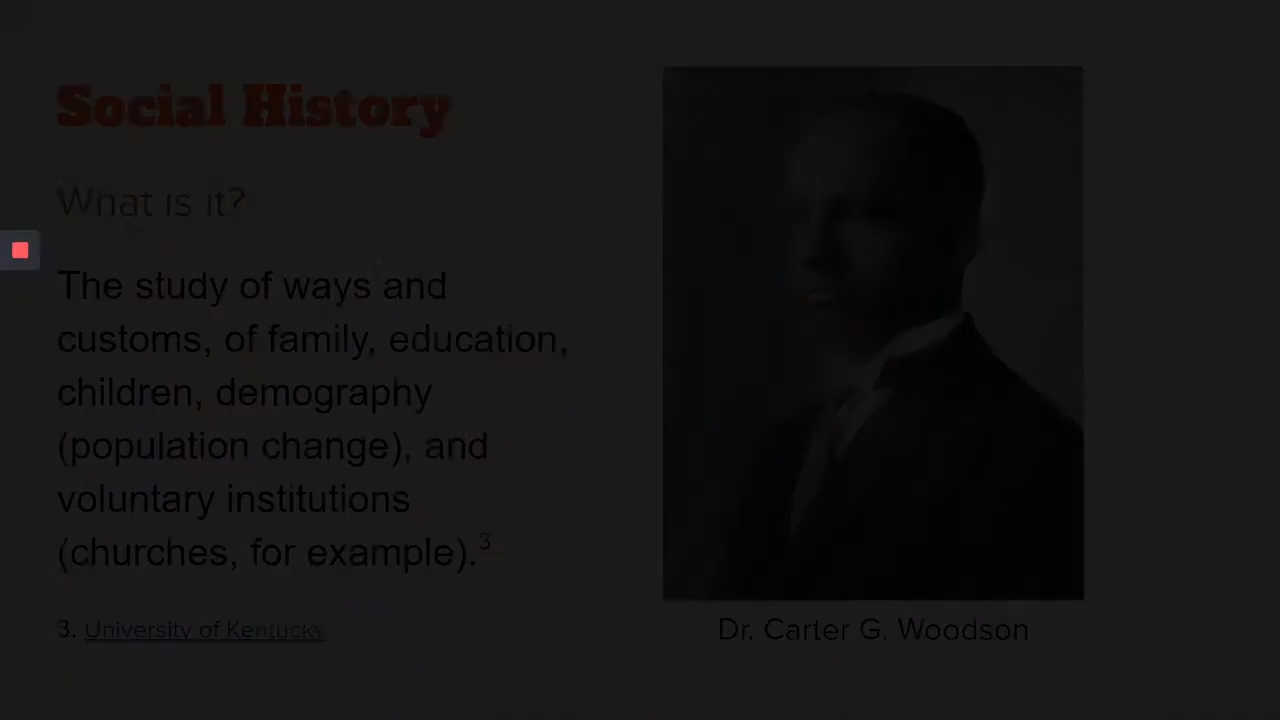 Social History
What is it?
The study of ways and
customs, of family, education,
children, demography
(population change), and
voluntary institutions
(churches, for example).3
3. University of Kentucky
Dr. Carter G. Woodson